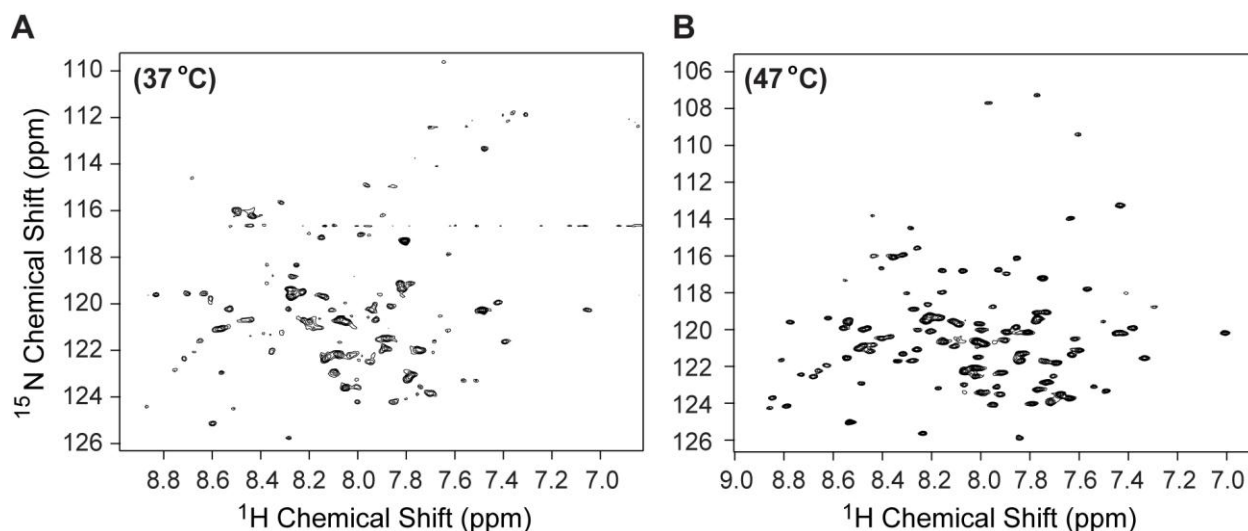 A
B
(37 °C)
(47 °C)
110
112
114
116
118
120
122
124
126
8.8 8.6 8.4 8.2 8.0 7.8 7.6 7.4 7.2 7.0
¹H Chemical Shift (ppm)
¹⁵N Chemical Shift (ppm)
106
108
110
112
114
116
118
120
122
124
126
9.0 8.8 8.6 8.4 8.2 8.0 7.8 7.6 7.4 7.2 7.0
¹H Chemical Shift (ppm)